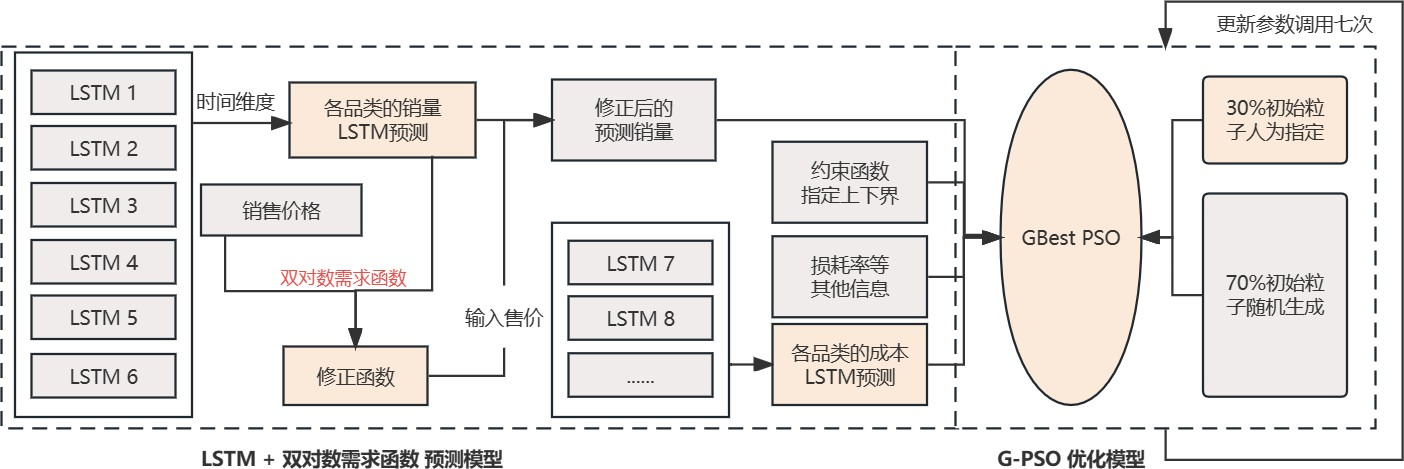 更新参数调用七次
LSTM 1
LSTM 2
LSTM 3
LSTM 4
LSTM 5
LSTM 6
时间维度
各品类的销量
LSTM预测
销售价格
双对数需求函数
修正函数
输入售价
修正后的
预测销量
LSTM 7
LSTM 8
......
约束函数
指定上下界
损耗率等
其他信息
各品类的成本
LSTM预测
GBest PSO
30%初始粒
子人为指定
70%初始粒
子随机生成
LSTM + 双对数需求函数 预测模型
G-PSO 优化模型